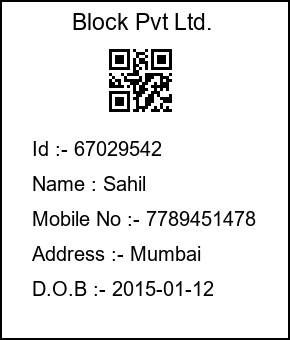 Block Pvt Ltd.
Id :- 67029542
Name : Sahil
Mobile No :- 7789451478
Address :- Mumbai
D.O.B :- 2015-01-12